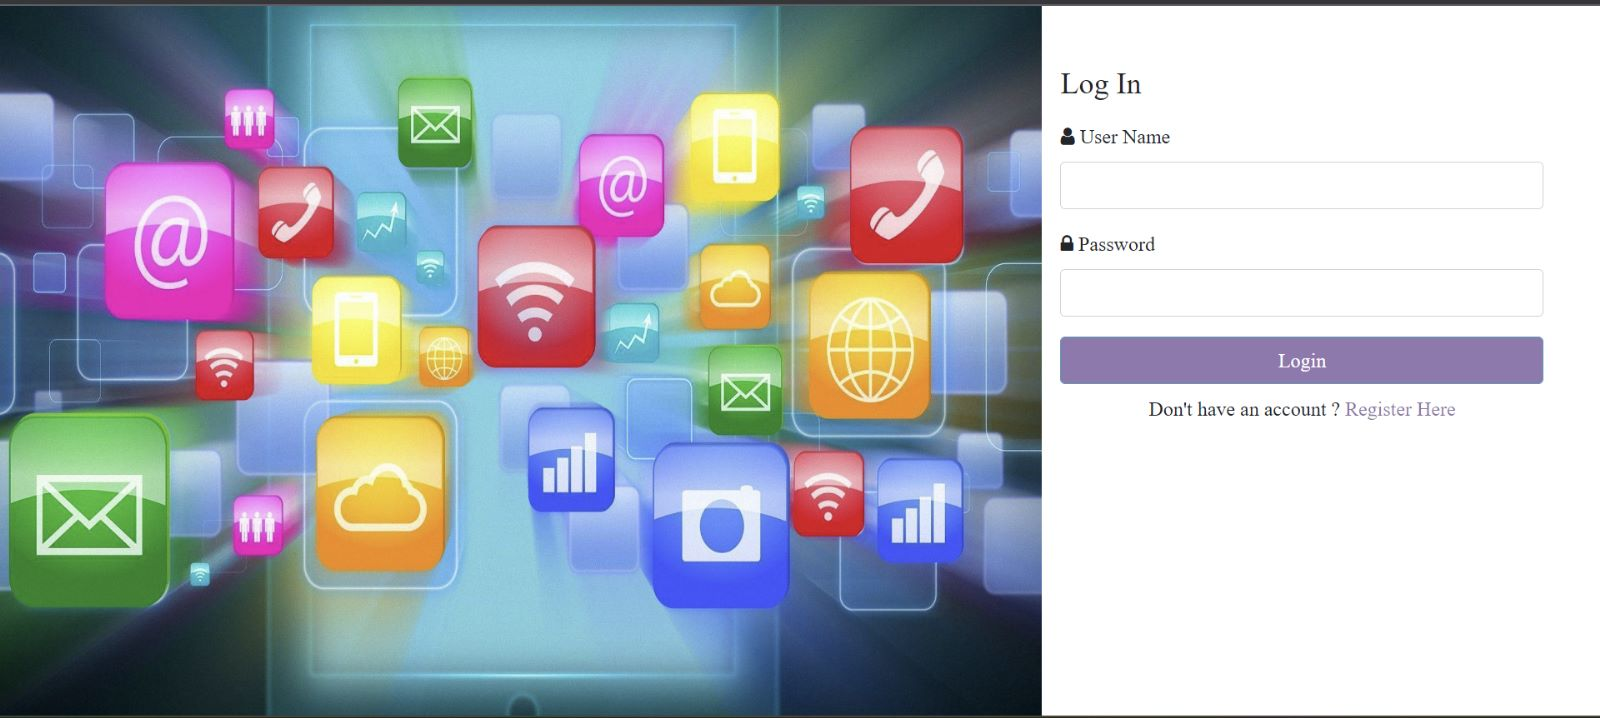 Log In
User Name
Password
Login
Don't have an account ? Register Here